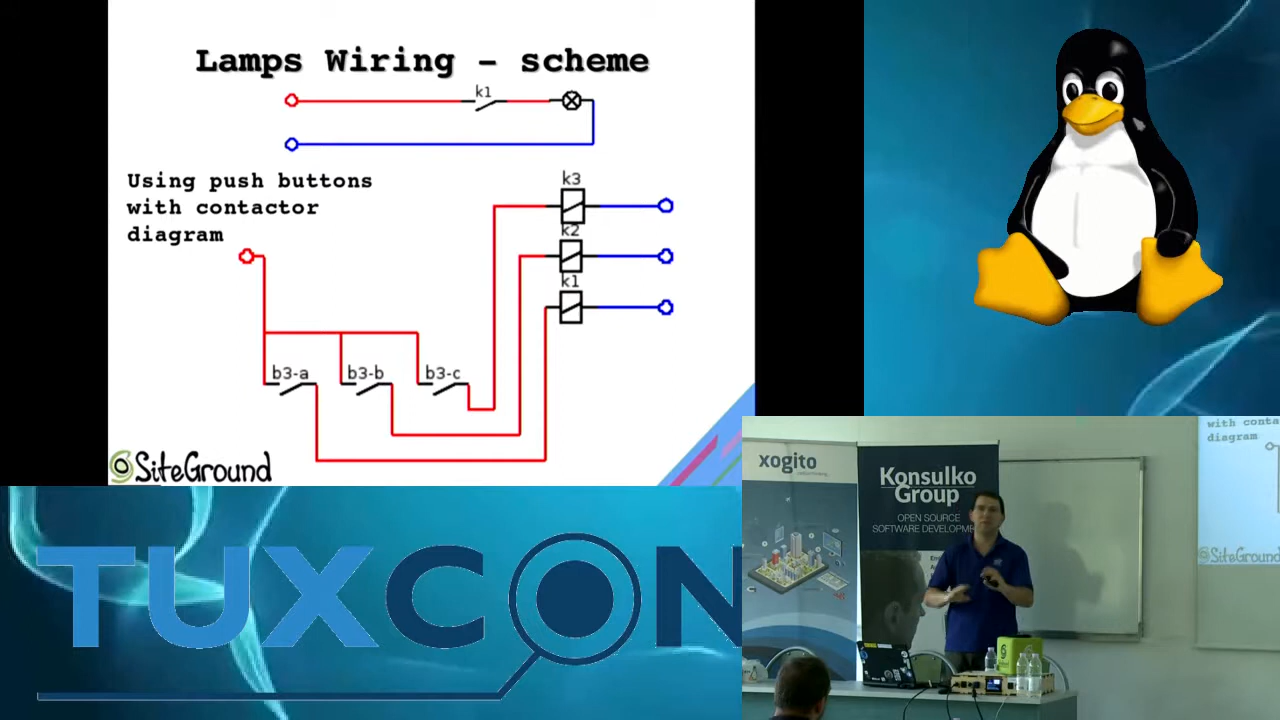 Lamps Wiring - scheme
k1
Using push buttons
with contactor
diagram
k3
k2
k1
b3-a
b3-b
b3-c
SiteGround
TUXCON
xogito
Konsulko
Group
OPEN SOURCE
SOFTWARE DEVELOPM
with conta
diagram
SiteGround